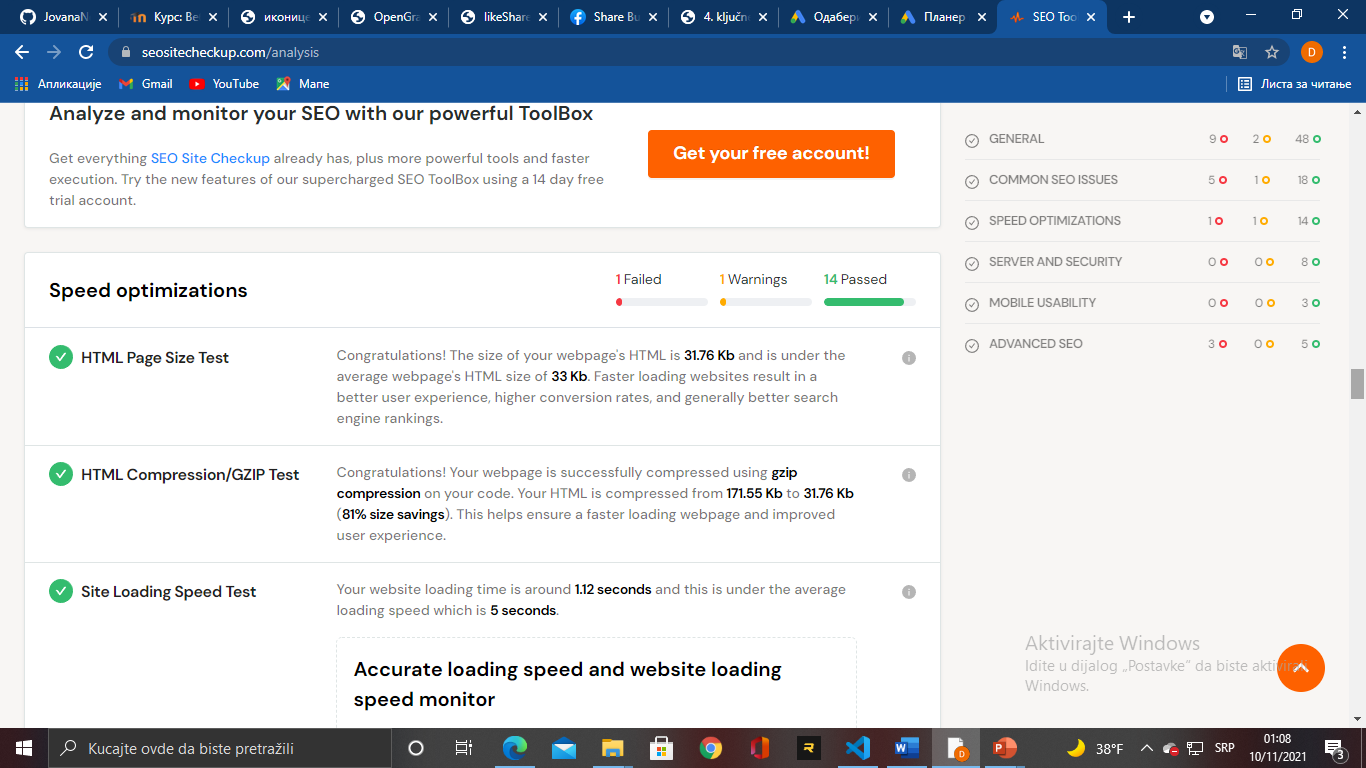 JovanaN
Курс: Ве
иконице
OpenGra
likeShare
Share Bu
4. ključn
Одабери
Планер
SEO Too
seositecheckup.com/analysis
D
Апликације
Gmail
YouTube
Мапе
Листа за читање
Analyze and monitor your SEO with our powerful ToolBox
Get everything SEO Site Checkup already has, plus more powerful tools and faster
execution. Try the new features of our supercharged SEO ToolBox using a 14 day free
trial account.
Get your free account!
Speed optimizations
1 Failed
1 Warnings
14 Passed
HTML Page Size Test
Congratulations! The size of your webpage's HTML is 31.76 Kb and is under the
average webpage's HTML size of 33 Kb. Faster loading websites result in a
better user experience, higher conversion rates, and generally better search
engine rankings.
HTML Compression/GZIP Test
Congratulations! Your webpage is successfully compressed using gzip
compression on your code. Your HTML is compressed from 171.55 Kb to 31.76 Kb
(81% size savings). This helps ensure a faster loading webpage and improved
user experience.
Site Loading Speed Test
Your website loading time is around 1.12 seconds and this is under the average
loading speed which is 5 seconds.
Accurate loading speed and website loading
speed monitor
GENERAL 9 2 48
COMMON SEO ISSUES 5 1 18
SPEED OPTIMIZATIONS 1 1 14
SERVER AND SECURITY 0 0 8
MOBILE USABILITY 0 0 3
ADVANCED SEO 3 0 5
Aktivirajte Windows
Idite u dijalog „Postavke“ da biste aktivirali
Windows.
Kucajte ovde da biste pretražili
38°F
SRP
01:08
10/11/2021
3